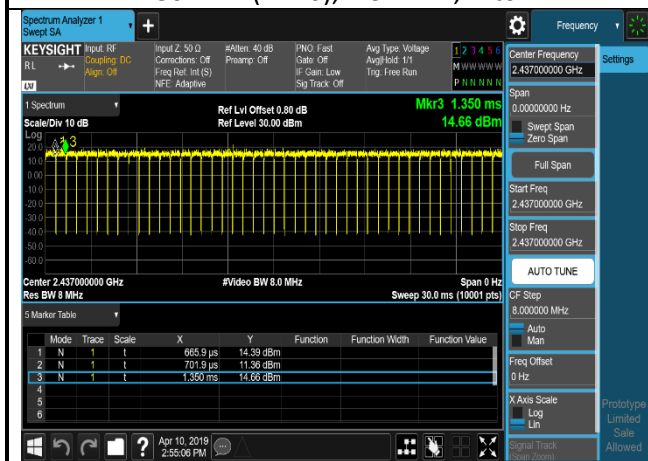 Spectrum Analyzer 1
Swept SA
+
Frequency
KEYSIGHT Input: RF
R L
Coupling: DC
Align: Off
LXI
Input Z: 50 Ω
Corrections: Off
Freq Ref: Int (S)
NFE: Adaptive
#Atten: 40 dB
Preamp: Off
PNO: Fast
Gate: Off
IF Gain: Low
Sig Track: Off
Avg Type: Voltage
Avg|Hold: 1/1
Trig: Free Run
1 2 3 4 5 6
M W W W W W
P N N N N N
1 Spectrum
Scale/Div 10 dB
Ref Lvl Offset 0.80 dB
Ref Level 30.00 dBm
Mkr3 1.350 ms
14.66 dBm
Log
20.0
10.0
0.00
-10.0
-20.0
-30.0
-40.0
-50.0
-60.0
3
Center 2.437000000 GHz
Res BW 8 MHz
#Video BW 8.0 MHz
Span 0 Hz
Sweep 30.0 ms (10001 pts)
5 Marker Table
Mode Trace Scale X Y Function Function Width Function Value
1 N 1 t 665.9 µs 14.39 dBm
2 N 1 t 701.9 µs 11.36 dBm
3 N 1 t 1.350 ms 14.66 dBm
4
5
6
?
Apr 10, 2019
2:55:06 PM
Center Frequency
2.437000000 GHz
Span
0.00000000 Hz
Swept Span
Zero Span
Full Span
Start Freq
2.437000000 GHz
Stop Freq
2.437000000 GHz
AUTO TUNE
CF Step
8.000000 MHz
Auto
Man
Freq Offset
0 Hz
X Axis Scale
Log
Lin
Signal Track
(Span Zoom)
Settings
Prototype
Limited
Sale
Allowed